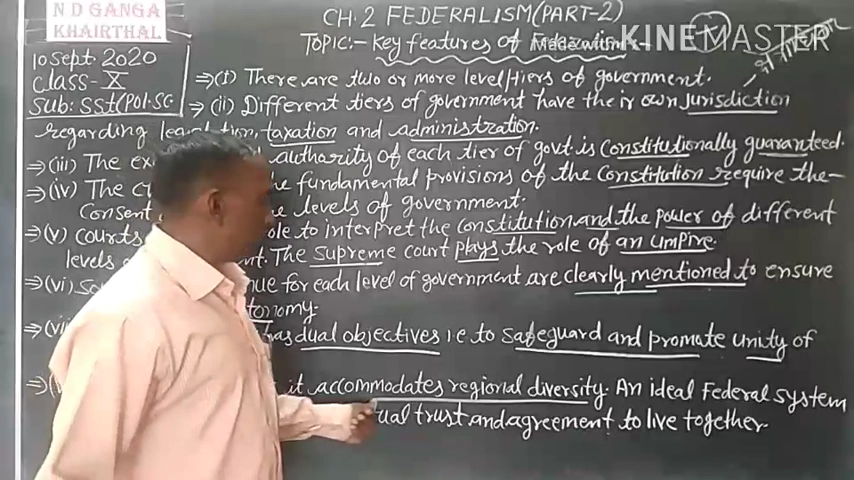 N D GANGA
KHAIRTHAL
CH. 2 FEDERALISM (PART-2)
TOPIC:- Key features of
Made with KINEMASTER
10 Sept. 2020
Class-X
Sub: SSt(Pol.Sc
⇒(i) There are two or more level/tiers of government.
⇒(ii) Different tiers of government have their own jurisdiction
regarding taxation and administration.
⇒(iii) The authority of each tier of govt is constitutionally guaranteed.
⇒(iv) The the fundamental provisions of the constitution require the-
Consent levels of government.
⇒(v) Courts to interpret the constitution and the power of different
levels The Supreme court plays the role of an umpire.
⇒(vi) for each level of government are clearly mentioned to ensure
⇒ has dual objectives i.e to safeguard and promote unity of
⇒ it accommodates regional diversity. An ideal Federal system
trust and agreement to live together.